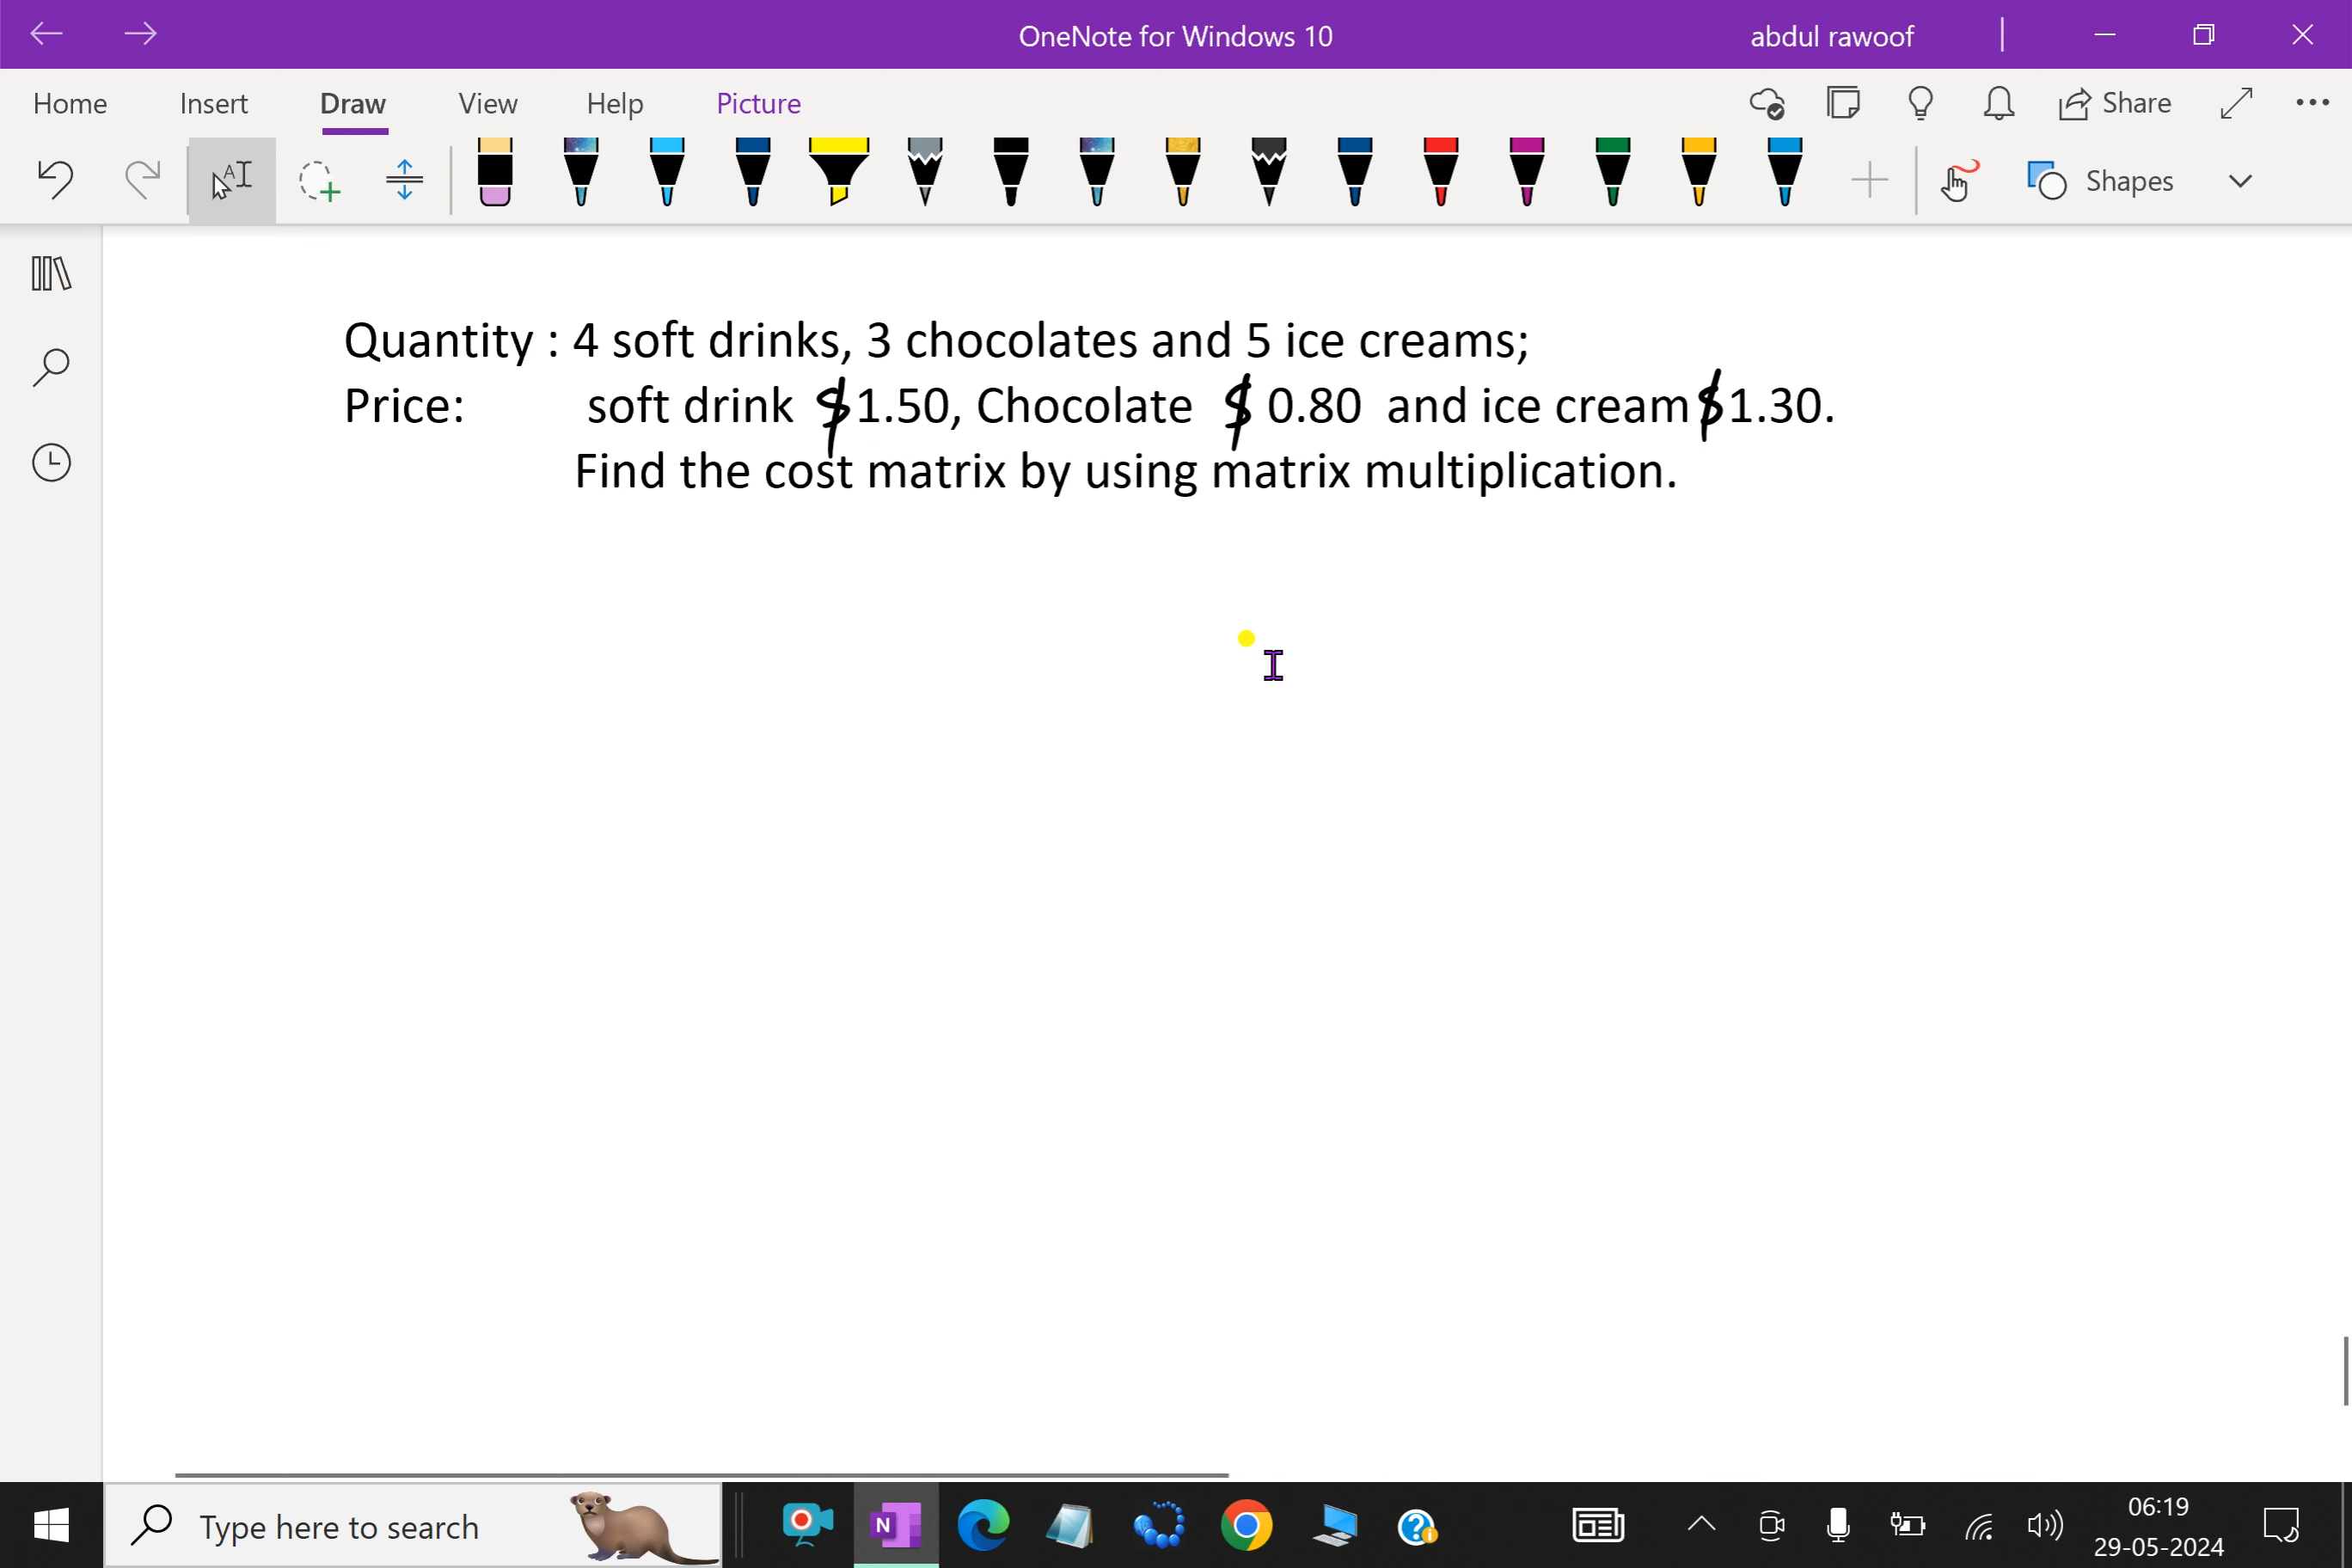 OneNote for Windows 10
abdul rawoof
Home Insert Draw View Help Picture
Share
Shapes
Quantity : 4 soft drinks, 3 chocolates and 5 ice creams;
Price: soft drink $1.50, Chocolate $ 0.80 and ice cream $1.30.
Find the cost matrix by using matrix multiplication.
Type here to search
06:19
29-05-2024